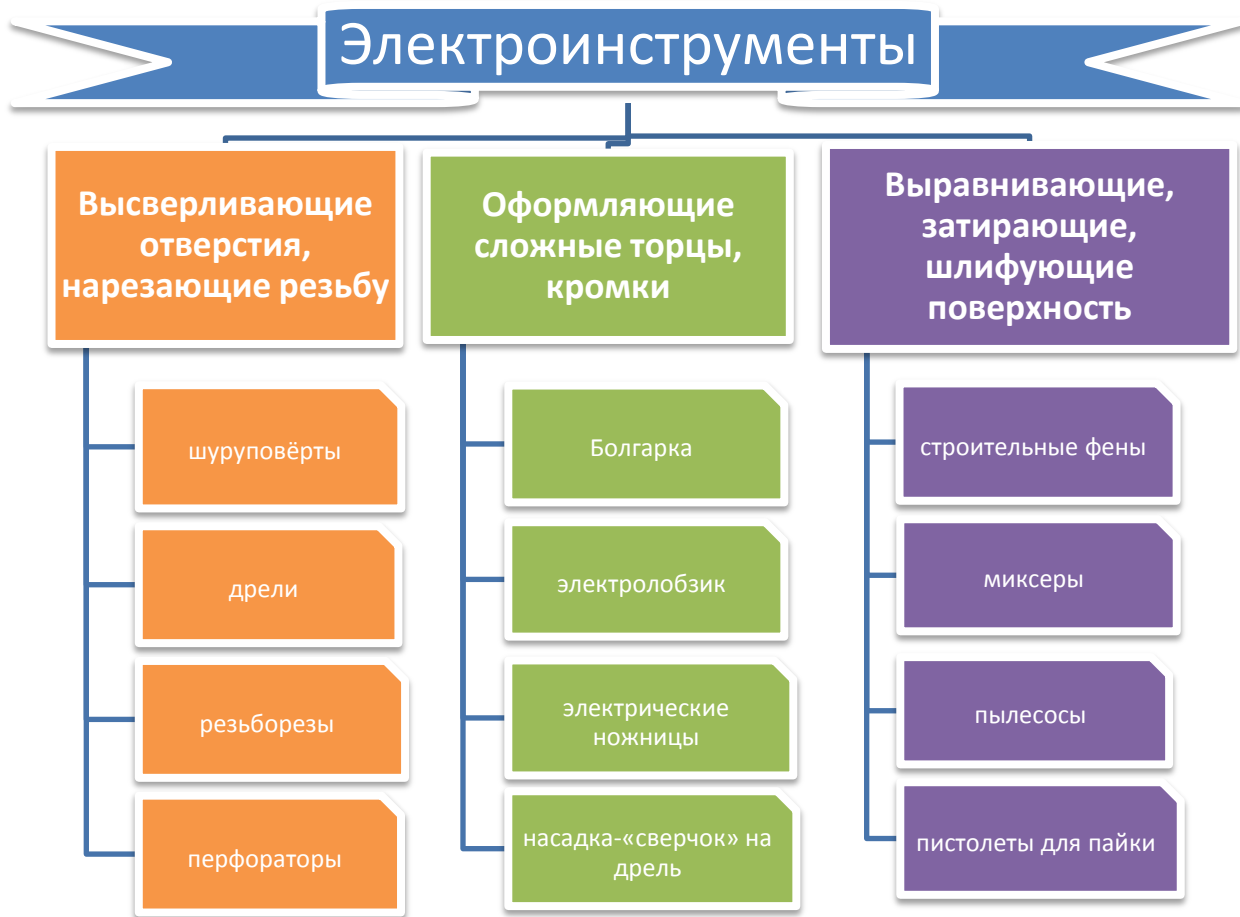 Электроинструменты
Высверливающие
отверстия,
нарезающие резьбу
шуруповёрты
дрели
резьборезы
перфораторы
Оформляющие
сложные торцы,
кромки
Болгарка
электролобзик
электрические
ножницы
насадка-«сверчок» на
дрель
Выравнивающие,
затирающие,
шлифующие
поверхность
строительные фены
миксеры
пылесосы
пистолеты для пайки